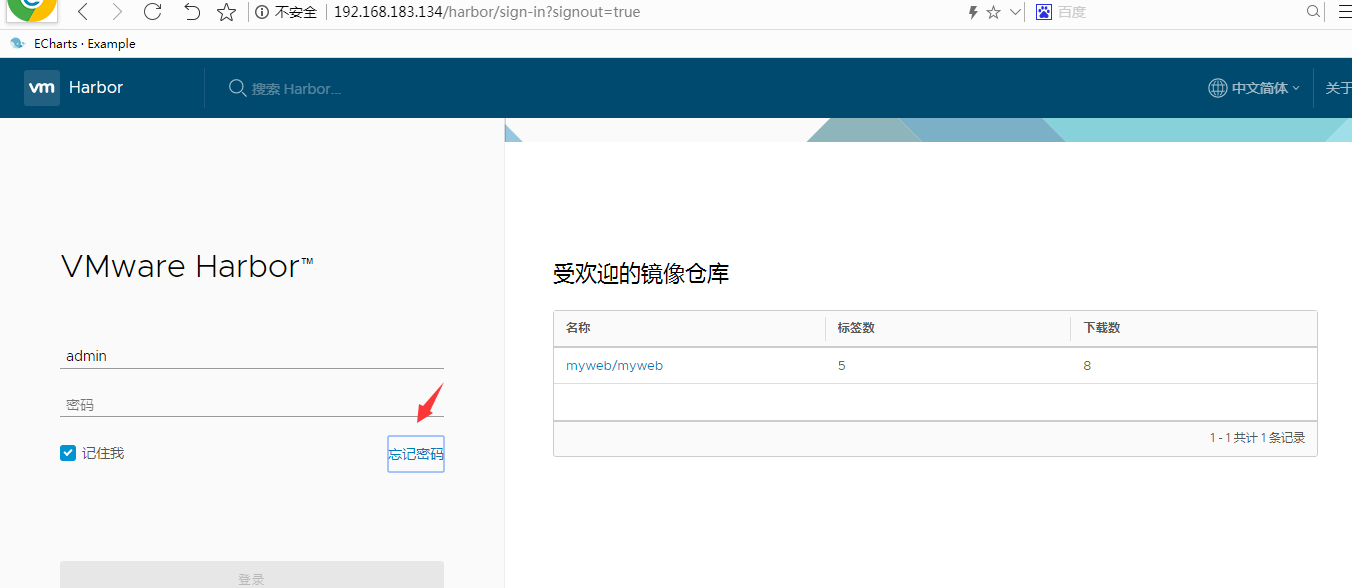 不安全 192.168.183.134/harbor/sign-in?signout=true 百度
ECharts · Example
vm Harbor 搜索 Harbor... 中文简体 关于
VMware Harbor™
admin
密码
记住我 忘记密码
登录
受欢迎的镜像仓库
名称 标签数 下载数
myweb/myweb 5 8
1 - 1 共计 1 条记录